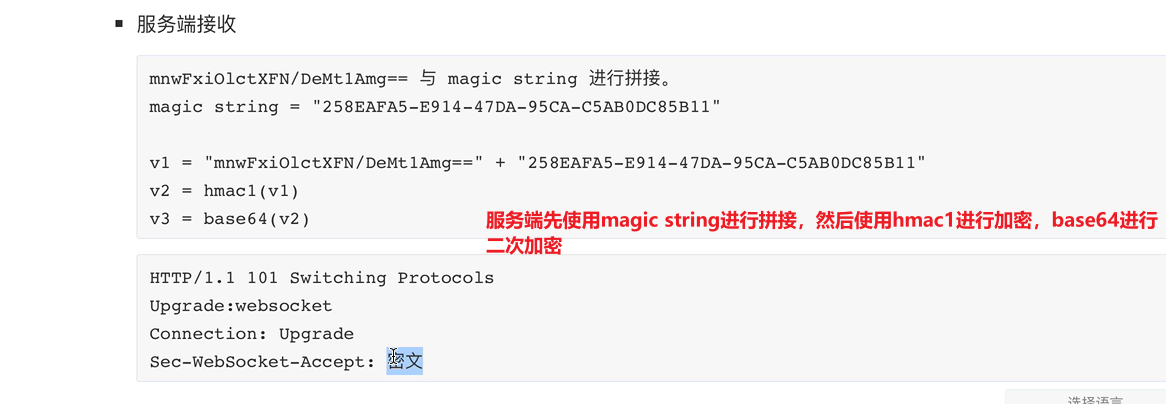 服务端接收
mnwFxiOlctXFN/DeMt1Amg== 与 magic string 进行拼接。
magic string = "258EAFA5-E914-47DA-95CA-C5AB0DC85B11"
v1 = "mnwFxiOlctXFN/DeMt1Amg==" + "258EAFA5-E914-47DA-95CA-C5AB0DC85B11"
v2 = hmac1(v1)
v3 = base64(v2)
服务端先使用magic string进行拼接，然后使用hmac1进行加密，base64进行
二次加密
HTTP/1.1 101 Switching Protocols
Upgrade:websocket
Connection: Upgrade
Sec-WebSocket-Accept: 密文
选择语言